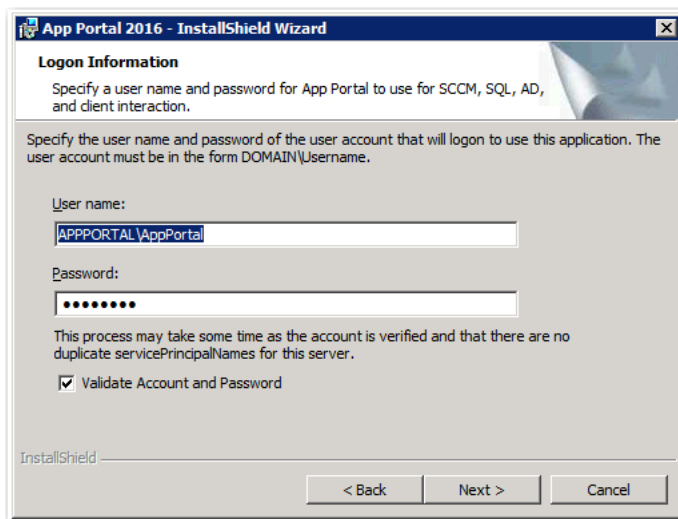 App Portal 2016 - InstallShield Wizard
Logon Information
Specify a user name and password for App Portal to use for SCCM, SQL, AD,
and client interaction.
Specify the user name and password of the user account that will logon to use this application. The
user account must be in the form DOMAIN\Username.
User name:
APPPORTAL\AppPortal
Password:
••••••••
This process may take some time as the account is verified and that there are no
duplicate servicePrincipalNames for this server.
Validate Account and Password
InstallShield
< Back
Next >
Cancel